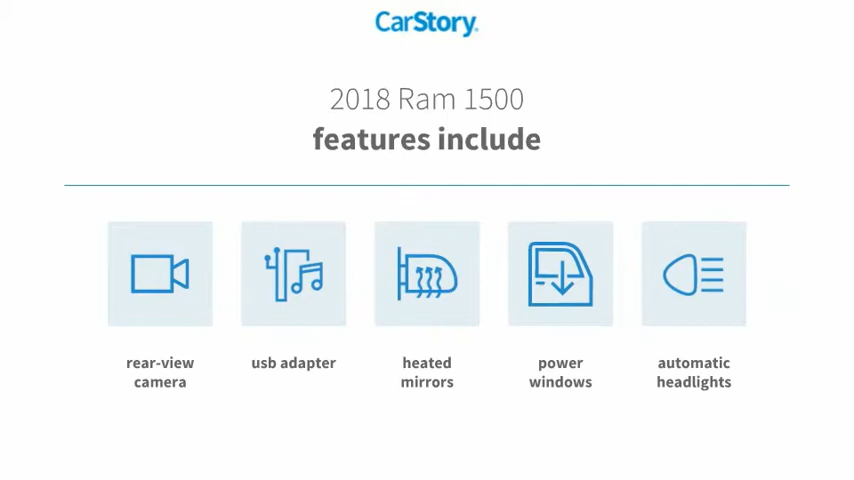 CarStory
2018 Ram 1500
features include
rear-view
camera
usb adapter
heated
mirrors
power
windows
automatic
headlights